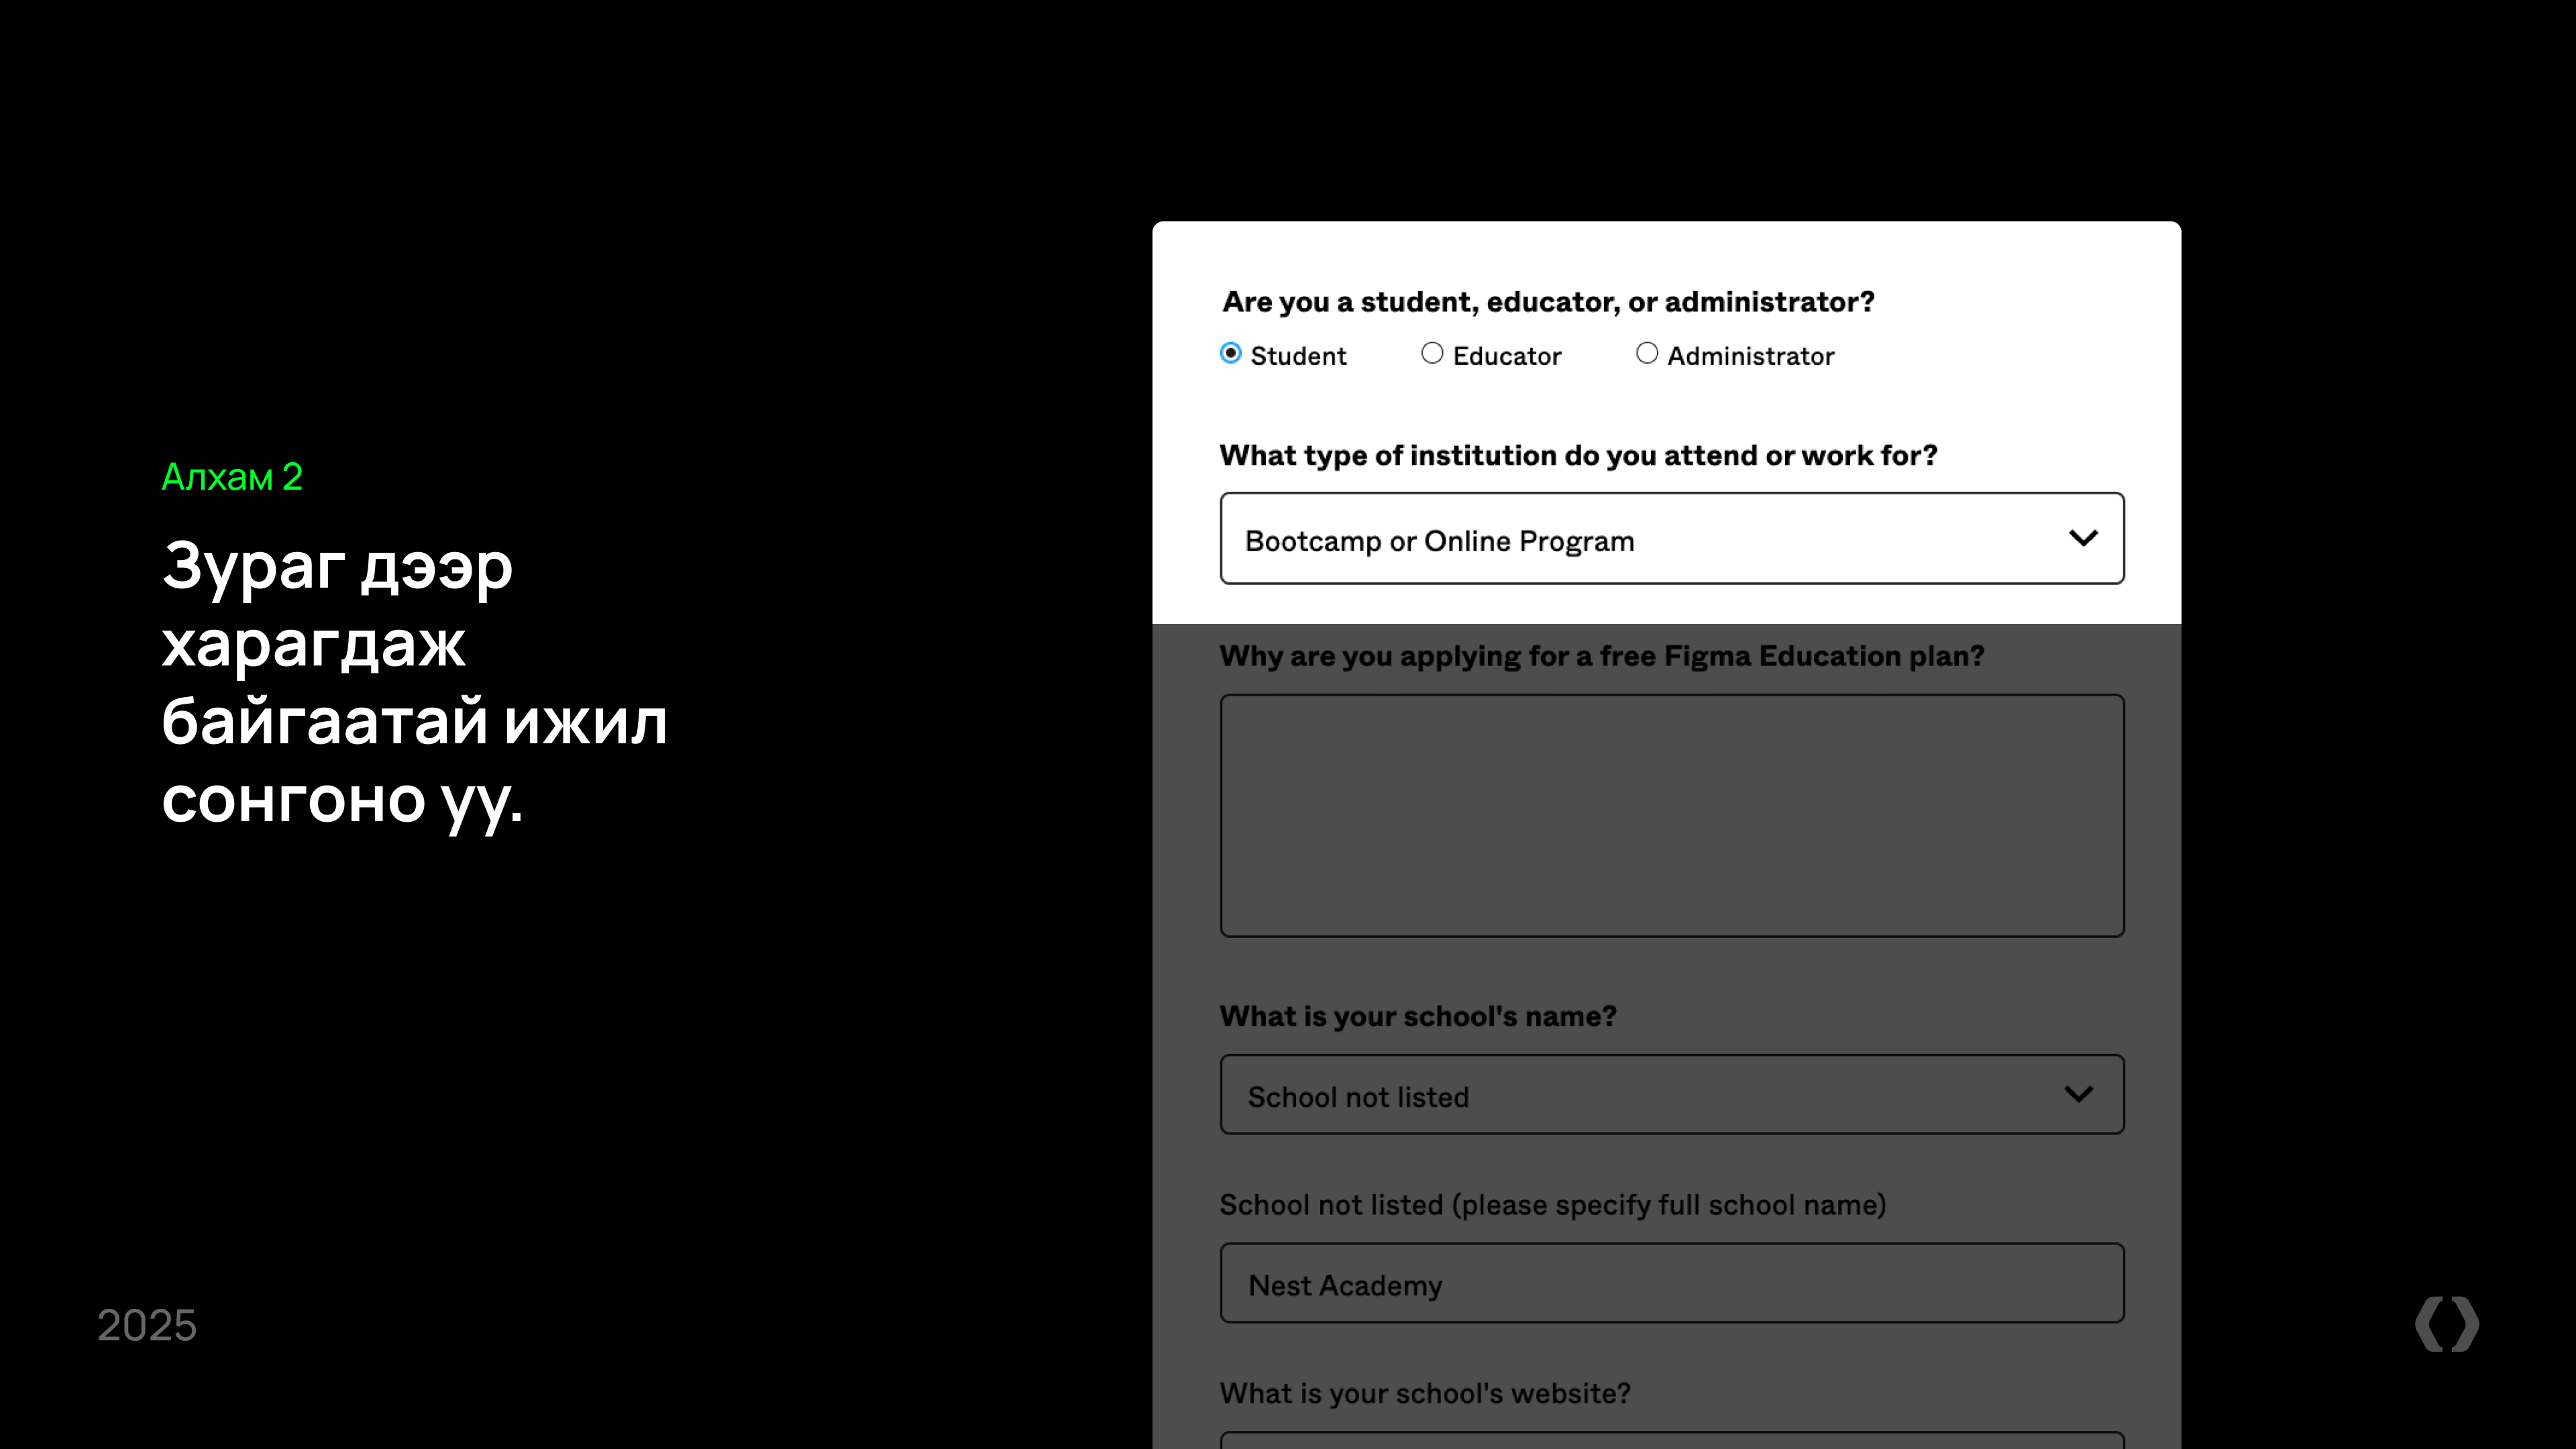 Алхам 2
Зураг дээр
харагдаж
байгаатай ижил
сонгоно уу.
2025
Are you a student, educator, or administrator?
Student Educator Administrator
What type of institution do you attend or work for?
Bootcamp or Online Program
Why are you applying for a free Figma Education plan?
What is your school's name?
School not listed
School not listed (please specify full school name)
Nest Academy
What is your school's website?